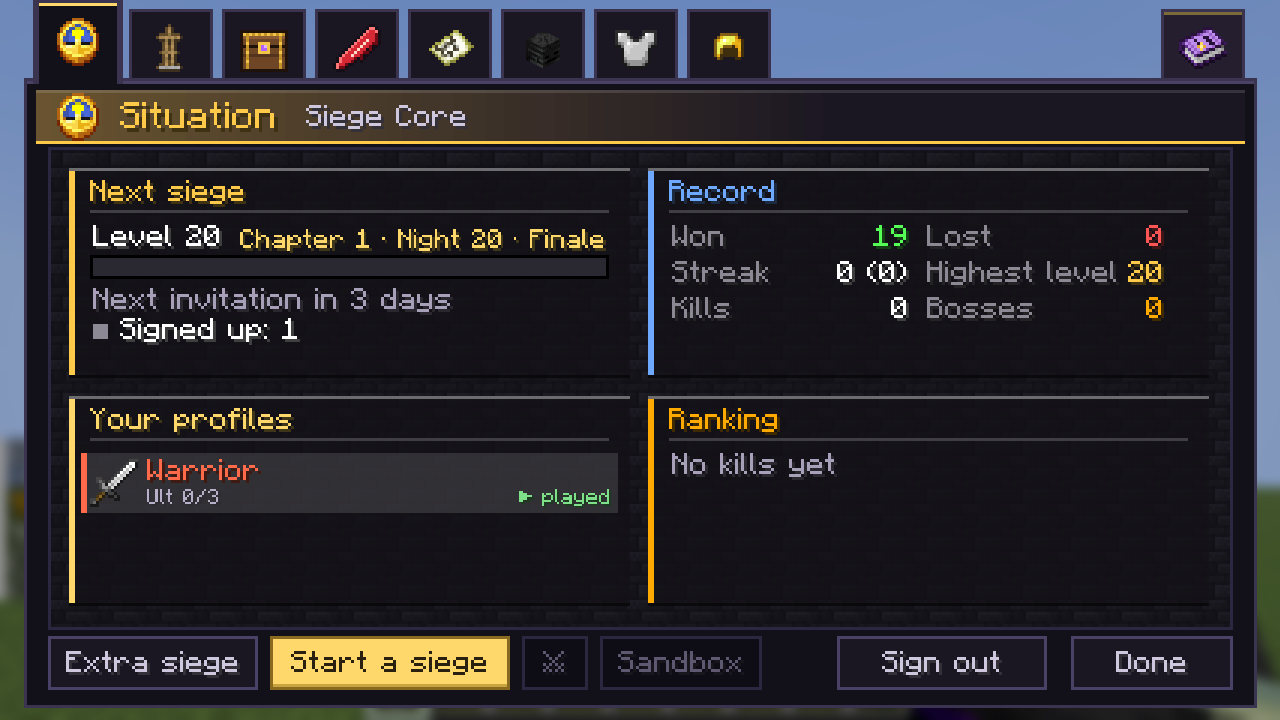 Situation Siege Core
Next siege
Level 20 Chapter 1 · Night 20 · Finale
Next invitation in 3 days
Signed up: 1
Record
Won 19 Lost 0
Streak 0 (0) Highest level 20
Kills 0 Bosses 0
Your profiles
Warrior
Ult 0/3 ► played
Ranking
No kills yet
Extra siege Start a siege Sandbox Sign out Done